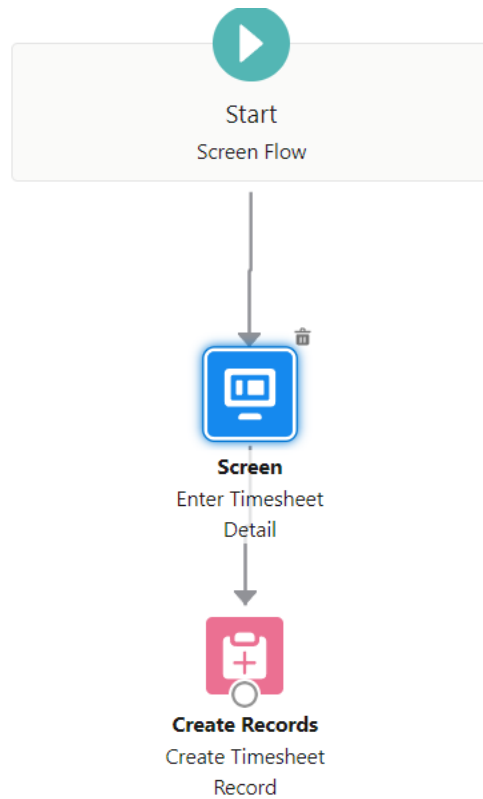 Start
Screen Flow
Screen
Enter Timesheet
Detail
Create Records
Create Timesheet
Record